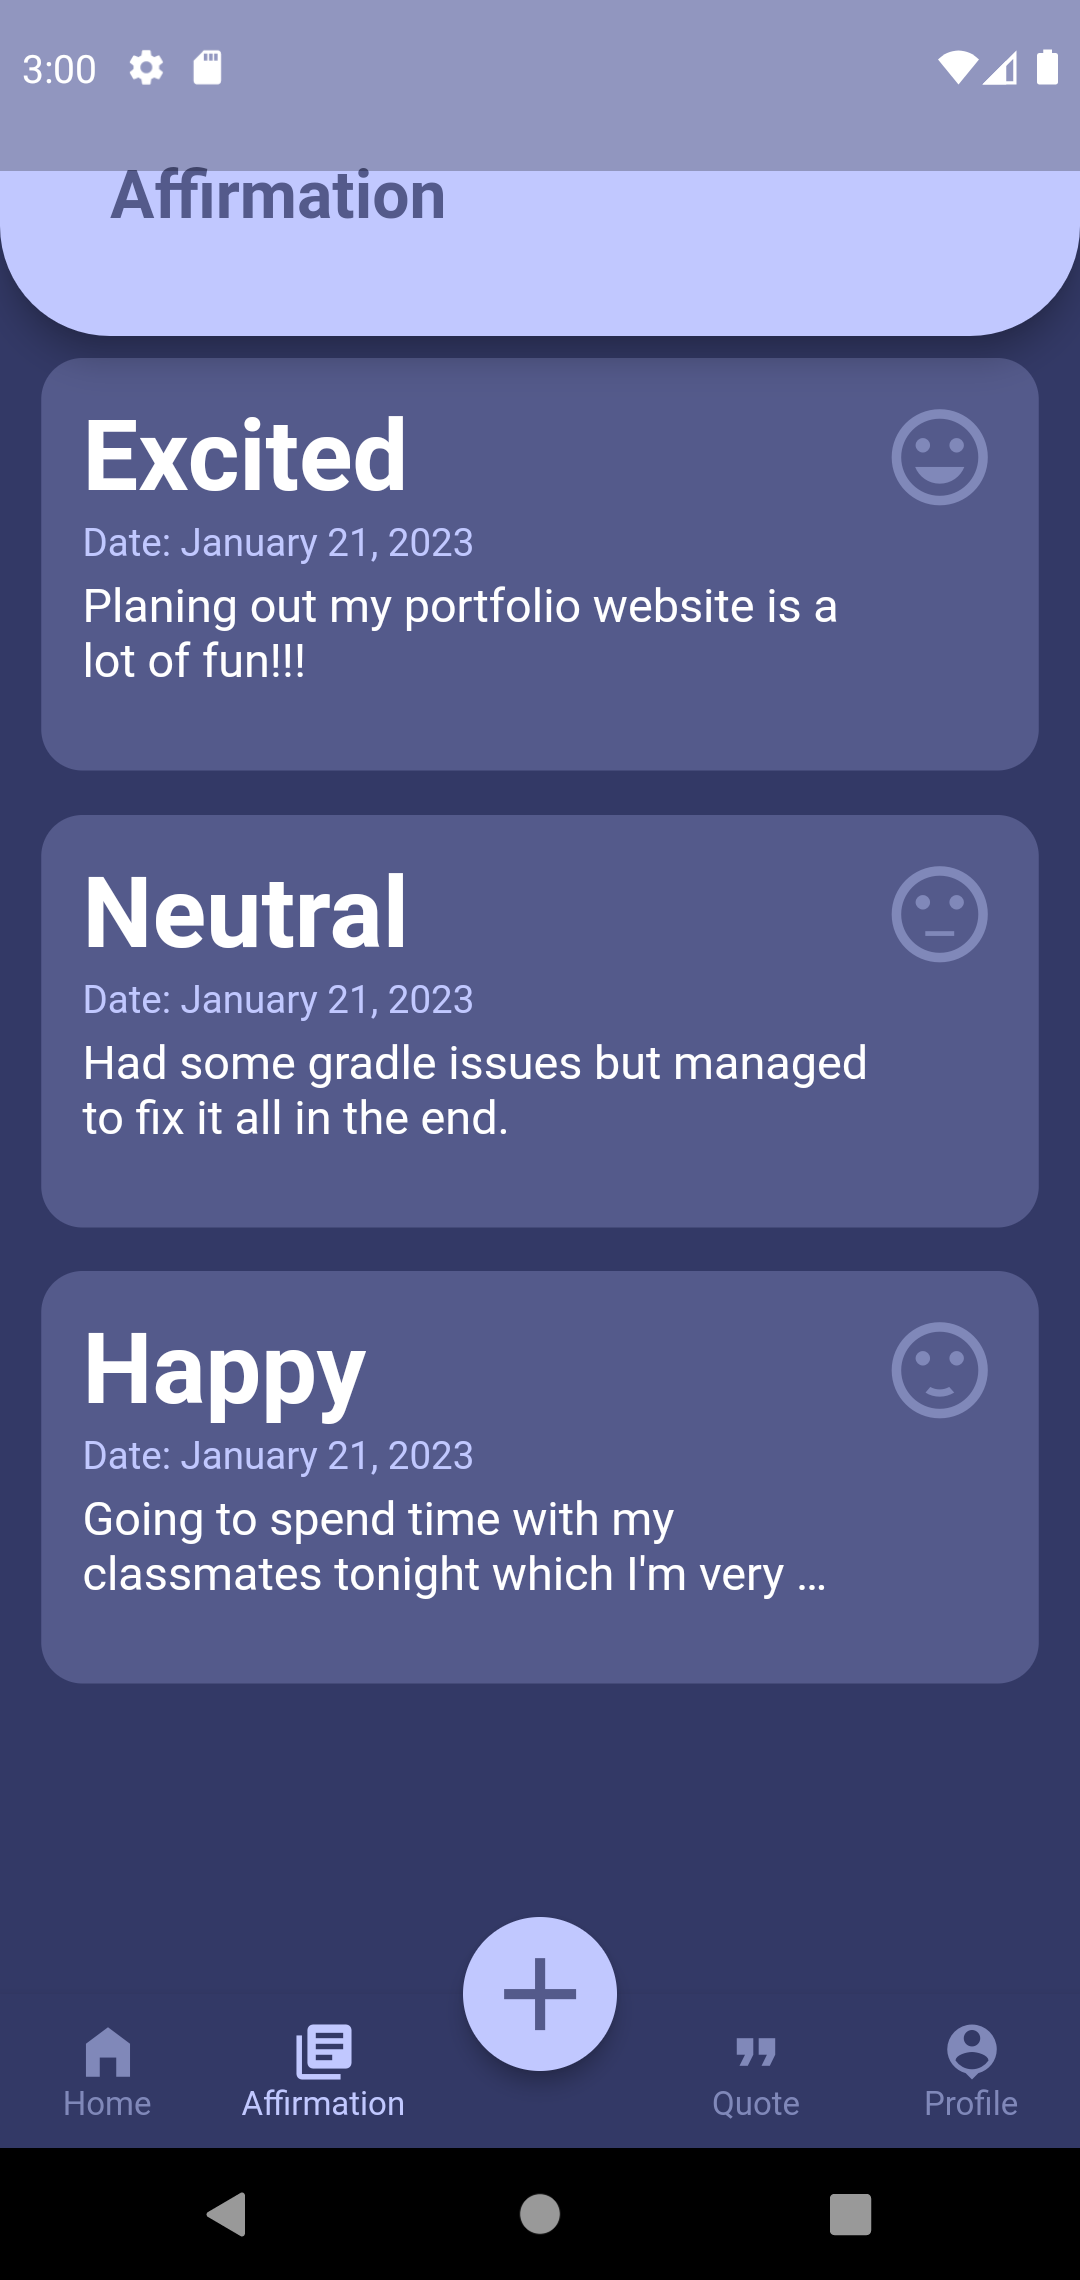 3:00
Affirmation
Excited
Date: January 21, 2023
Planing out my portfolio website is a
lot of fun!!!
Neutral
Date: January 21, 2023
Had some gradle issues but managed
to fix it all in the end.
Happy
Date: January 21, 2023
Going to spend time with my
classmates tonight which I'm very ...
Home
Affirmation
Quote
Profile